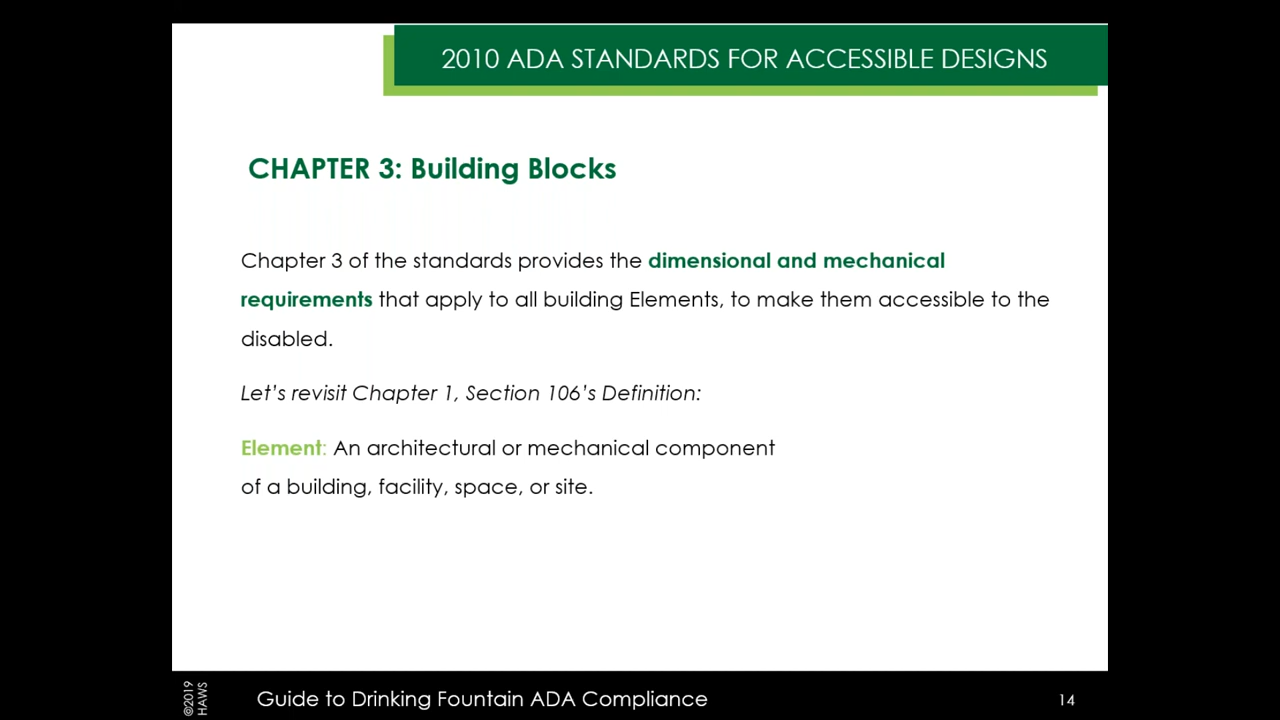 2010 ADA STANDARDS FOR ACCESSIBLE DESIGNS
CHAPTER 3: Building Blocks
Chapter 3 of the standards provides the dimensional and mechanical
requirements that apply to all building Elements, to make them accessible to the
disabled.
Let’s revisit Chapter 1, Section 106’s Definition:
Element: An architectural or mechanical component
of a building, facility, space, or site.
©2019
HAWS
Guide to Drinking Fountain ADA Compliance
14